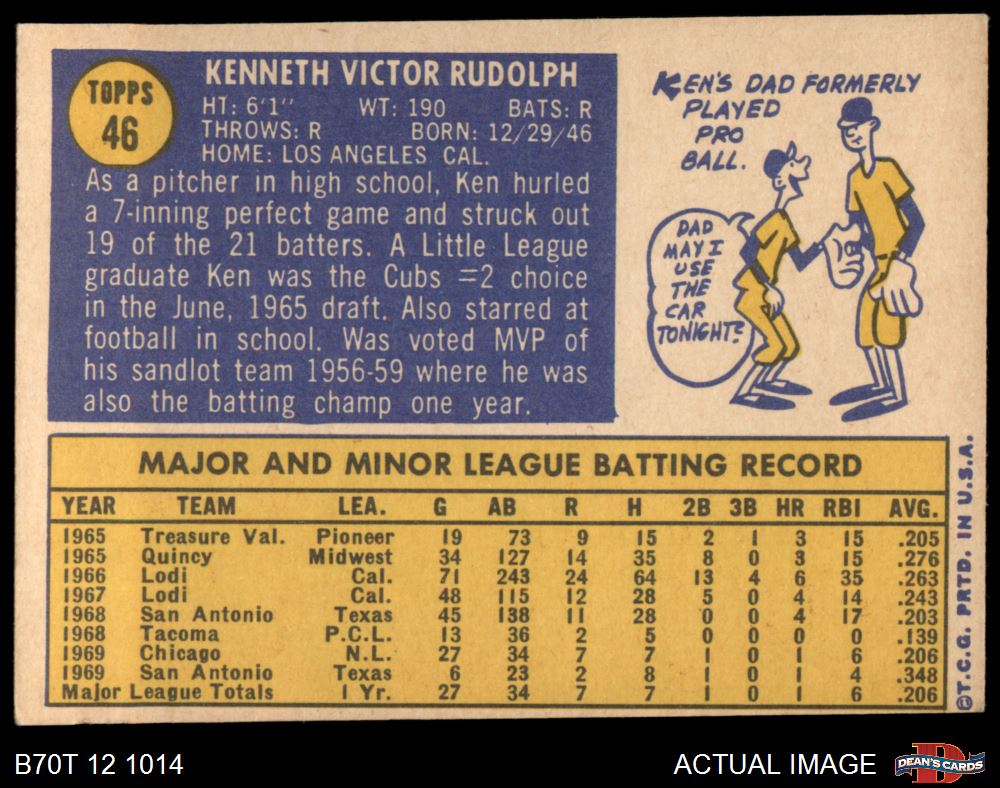 TOPPS
46
KENNETH VICTOR RUDOLPH
HT: 6'1" WT: 190 BATS: R
THROWS: R BORN: 12/29/46
HOME: LOS ANGELES CAL.
As a pitcher in high school, Ken hurled
a 7-inning perfect game and struck out
19 of the 21 batters. A Little League
graduate Ken was the Cubs =2 choice
in the June, 1965 draft. Also starred at
football in school. Was voted MVP of
his sandlot team 1956-59 where he was
also the batting champ one year.
KEN'S DAD FORMERLY
PLAYED
PRO
BALL.
DAD
MAY I
USE
THE
CAR
TONIGHT?
MAJOR AND MINOR LEAGUE BATTING RECORD
YEAR TEAM LEA. G AB R H 2B 3B HR RBI AVG.
1965 Treasure Val. Pioneer 19 73 9 15 2 1 3 15 .205
1965 Quincy Midwest 34 127 14 35 8 0 3 15 .276
1966 Lodi Cal. 71 243 24 64 13 4 6 35 .263
1967 Lodi Cal. 48 115 12 28 5 0 4 14 .243
1968 San Antonio Texas 45 138 11 28 0 0 4 17 .203
1968 Tacoma P.C.L. 13 36 2 5 0 0 0 0 .139
1969 Chicago N.L. 27 34 7 7 1 0 1 6 .206
1969 San Antonio Texas 6 23 2 8 1 0 1 4 .348
Major League Totals 1 Yr. 27 34 7 7 1 0 1 6 .206
©T.C.G. PRTD. IN U.S.A.
B70T 12 1014
ACTUAL IMAGE
D
DEAN'S CARDS